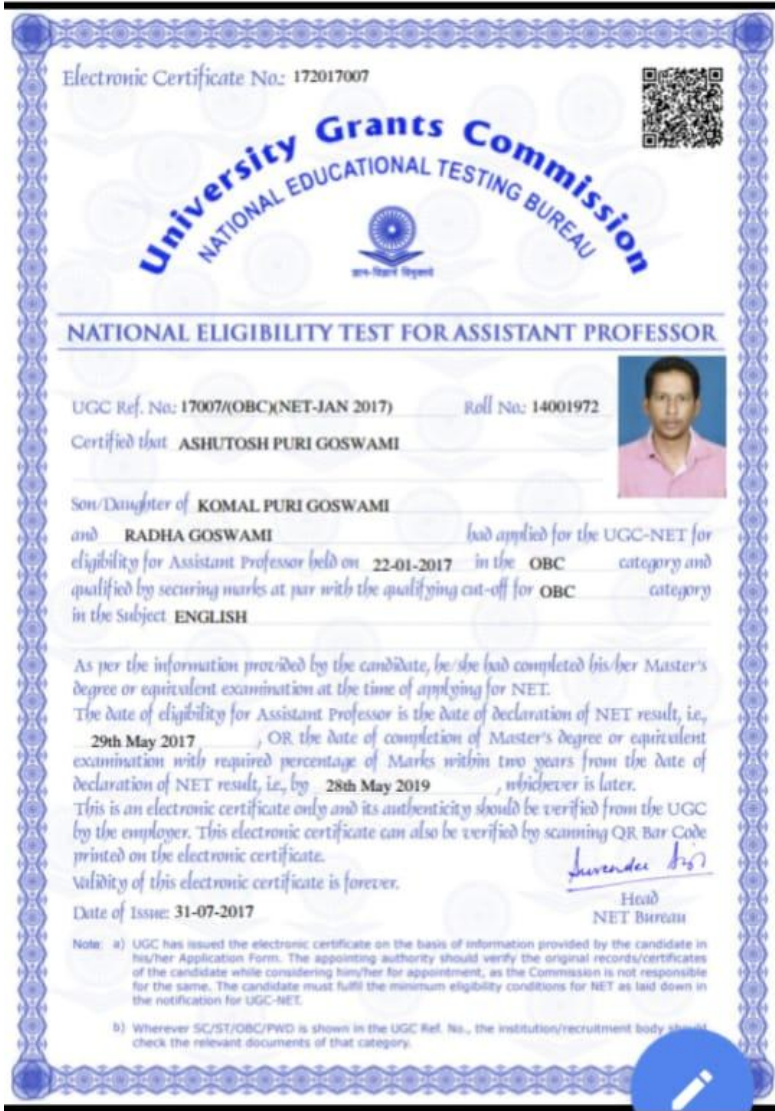 Electronic Certificate No.: 172017007
University Grants Commission
NATIONAL EDUCATIONAL TESTING BUREAU
ज्ञान-विज्ञानं विमुक्तये
NATIONAL ELIGIBILITY TEST FOR ASSISTANT PROFESSOR
UGC Ref. No.: 17007/(OBC)(NET-JAN 2017) Roll No.: 14001972
Certified that ASHUTOSH PURI GOSWAMI
Son/Daughter of KOMAL PURI GOSWAMI
and RADHA GOSWAMI had applied for the UGC-NET for
eligibility for Assistant Professor held on 22-01-2017 in the OBC category and
qualified by securing marks at par with the qualifying cut-off for OBC category
in the Subject ENGLISH
As per the information provided by the candidate, he/she had completed his/her Master's
degree or equivalent examination at the time of applying for NET.
The date of eligibility for Assistant Professor is the date of declaration of NET result, i.e.,
29th May 2017 , OR the date of completion of Master's degree or equivalent
examination with required percentage of Marks within two years from the date of
declaration of NET result, i.e., by 28th May 2019 , whichever is later.
This is an electronic certificate only and its authenticity should be verified from the UGC
by the employer. This electronic certificate can also be verified by scanning QR Bar Code
printed on the electronic certificate.
Validity of this electronic certificate is forever.
Date of Issue: 31-07-2017
Head
NET Bureau
Note: a) UGC has issued the electronic certificate on the basis of information provided by the candidate in
his/her Application Form. The appointing authority should verify the original records/certificates
of the candidate while considering him/her for appointment, as the Commission is not responsible
for the same. The candidate must fulfil the minimum eligibility conditions for NET as laid down in
the notification for UGC-NET.
b) Wherever SC/ST/OBC/PWD is shown in the UGC Ref. No., the institution/recruitment body should
check the relevant documents of that category.